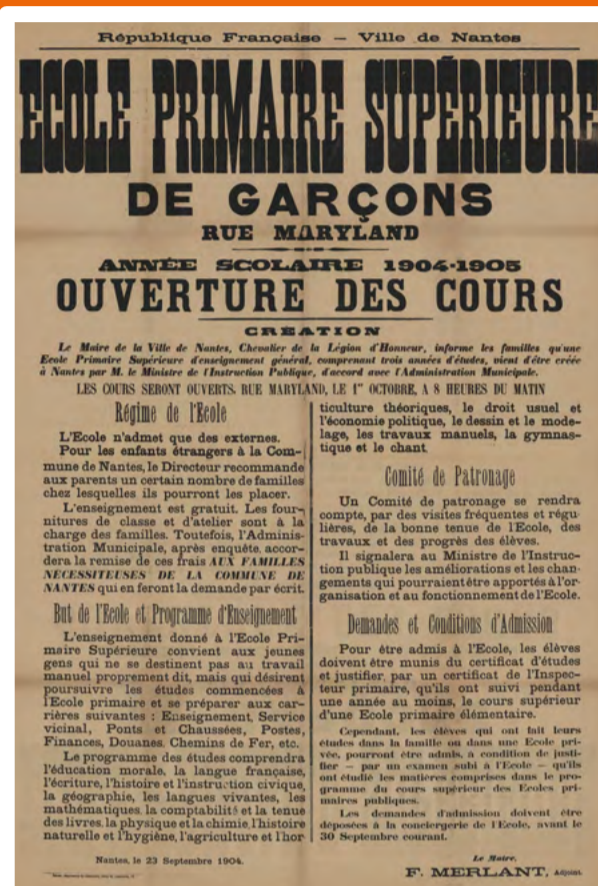 République Française – Ville de Nantes
ECOLE PRIMAIRE SUPÉRIEURE
DE GARÇONS
RUE MARYLAND
ANNÉE SCOLAIRE 1904-1905
OUVERTURE DES COURS
CRÉATION
Le Maire de la Ville de Nantes, Chevalier de la Légion d'Honneur, informe les familles qu'une
Ecole Primaire Supérieure d'enseignement général, comprenant trois années d'études, vient d'être créée
à Nantes par M. le Ministre de l'Instruction Publique, d'accord avec l'Administration Municipale.
LES COURS SERONT OUVERTS, RUE MARYLAND, LE 1er OCTOBRE, A 8 HEURES DU MATIN
Régime de l'Ecole
L'Ecole n'admet que des externes.
Pour les enfants étrangers à la Com-
mune de Nantes, le Directeur recommande
aux parents un certain nombre de familles
chez lesquelles ils pourront les placer.
L'enseignement est gratuit. Les four-
nitures de classe et d'atelier sont à la
charge des familles. Toutefois, l'Adminis-
tration Municipale, après enquête, accor-
dera la remise de ces frais AUX FAMILLES
NECESSITEUSES DE LA COMMUNE DE
NANTES qui en feront la demande par écrit.
But de l'Ecole et Programme d'Enseignement
L'enseignement donné à l'Ecole Pri-
maire Supérieure convient aux jeunes
gens qui ne se destinent pas au travail
manuel proprement dit, mais qui désirent
poursuivre les études commencées à
l'Ecole primaire et se préparer aux car-
rières suivantes : Enseignement, Service
vicinal, Ponts et Chaussées, Postes,
Finances, Douanes, Chemins de Fer, etc.
Le programme des études comprendra
l'éducation morale, la langue française,
l'écriture, l'histoire et l'instruction civique,
la géographie, les langues vivantes, les
mathématiques, la comptabilité et la tenue
des livres, la physique et la chimie, l'histoire
naturelle et l'hygiène, l'agriculture et l'hor-
ticulture théoriques, le droit usuel et
l'économie politique, le dessin et le mode-
lage, les travaux manuels, la gymnas-
tique et le chant
Comité de Patronage
Un Comité de patronage se rendra
compte, par des visites fréquentes et régu-
lières, de la bonne tenue de l'Ecole, des
travaux et des progrès des élèves.
Il signalera au Ministre de l'Instruc-
tion publique les améliorations et les chan-
gements qui pourraient être apportés à l'or-
ganisation et au fonctionnement de l'Ecole.
Demandes et Conditions d'Admission
Pour être admis à l'Ecole, les élèves
doivent être munis du certificat d'études
et justifier, par un certificat de l'Inspec-
teur primaire, qu'ils ont suivi pendant
une année au moins, le cours supérieur
d'une Ecole primaire élémentaire.
Cependant, les élèves qui ont fait leurs
études dans la famille ou dans une Ecole pri-
vée, pourront être admis, à condition de justi-
fier – par un examen subi à l'Ecole – qu'ils
ont étudié les matières comprises dans le pro-
gramme du cours supérieur des Ecoles pri-
maires publiques.
Les demandes d'admission doivent être
déposées à la conciergerie de l'Ecole, avant le
30 Septembre courant.
Nantes, le 23 Septembre 1904.
Le Maire,
F. MERLANT, Adjoint.